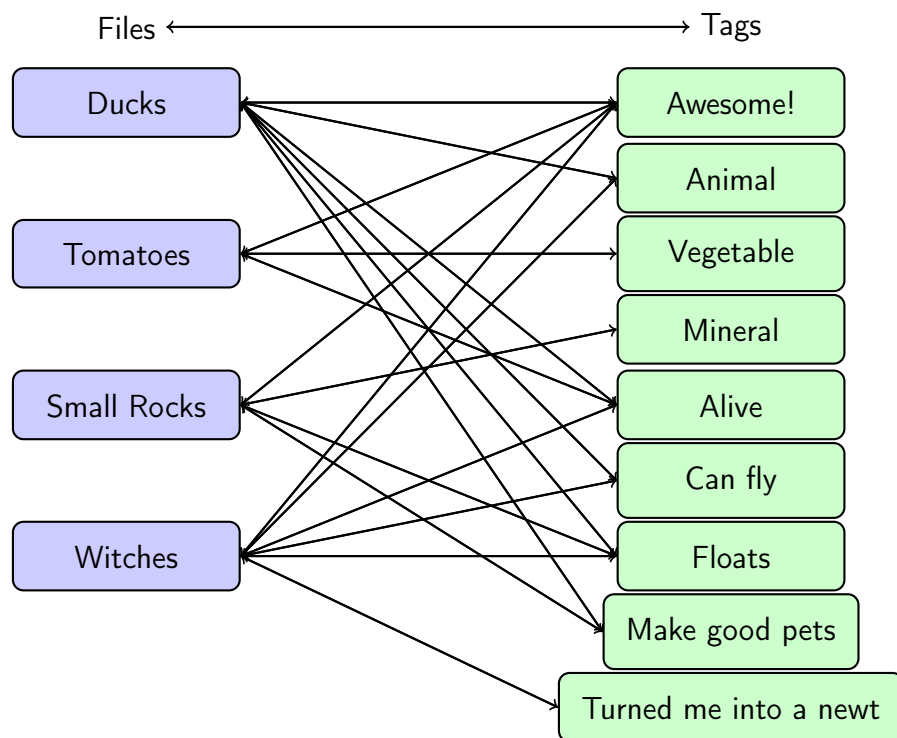 Files
Tags
Ducks
Awesome!
Animal
Tomatoes
Vegetable
Mineral
Small Rocks
Alive
Can fly
Witches
Floats
Make good pets
Turned me into a newt